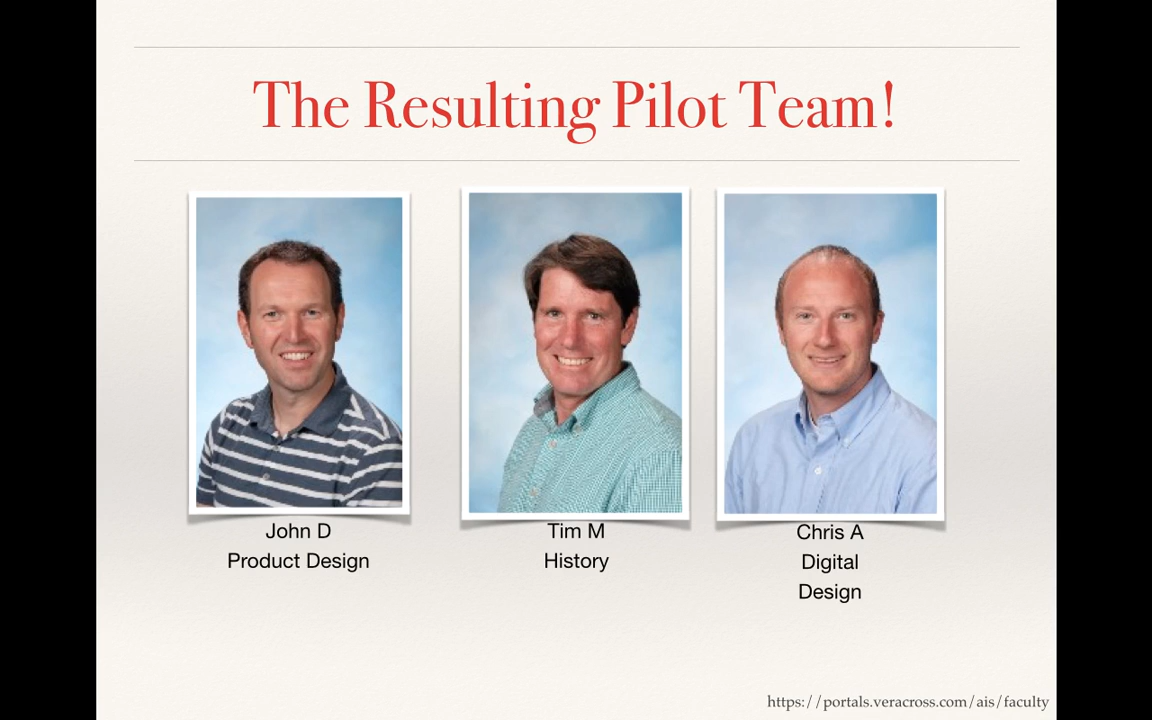 The Resulting Pilot Team!
John D
Product Design
Tim M
History
Chris A
Digital
Design
https://portals.veracross.com/ais/faculty